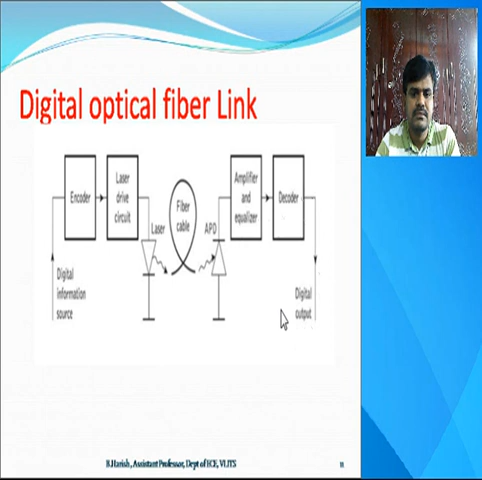 Digital optical fiber Link
Encoder
Laser
drive
circuit
Fiber
cable
Amplifier
and
equalizer
Decoder
Laser
APD
Digital
information
source
Digital
output
B.Harish , Assistant Professor, Dept of ECE, VLITS